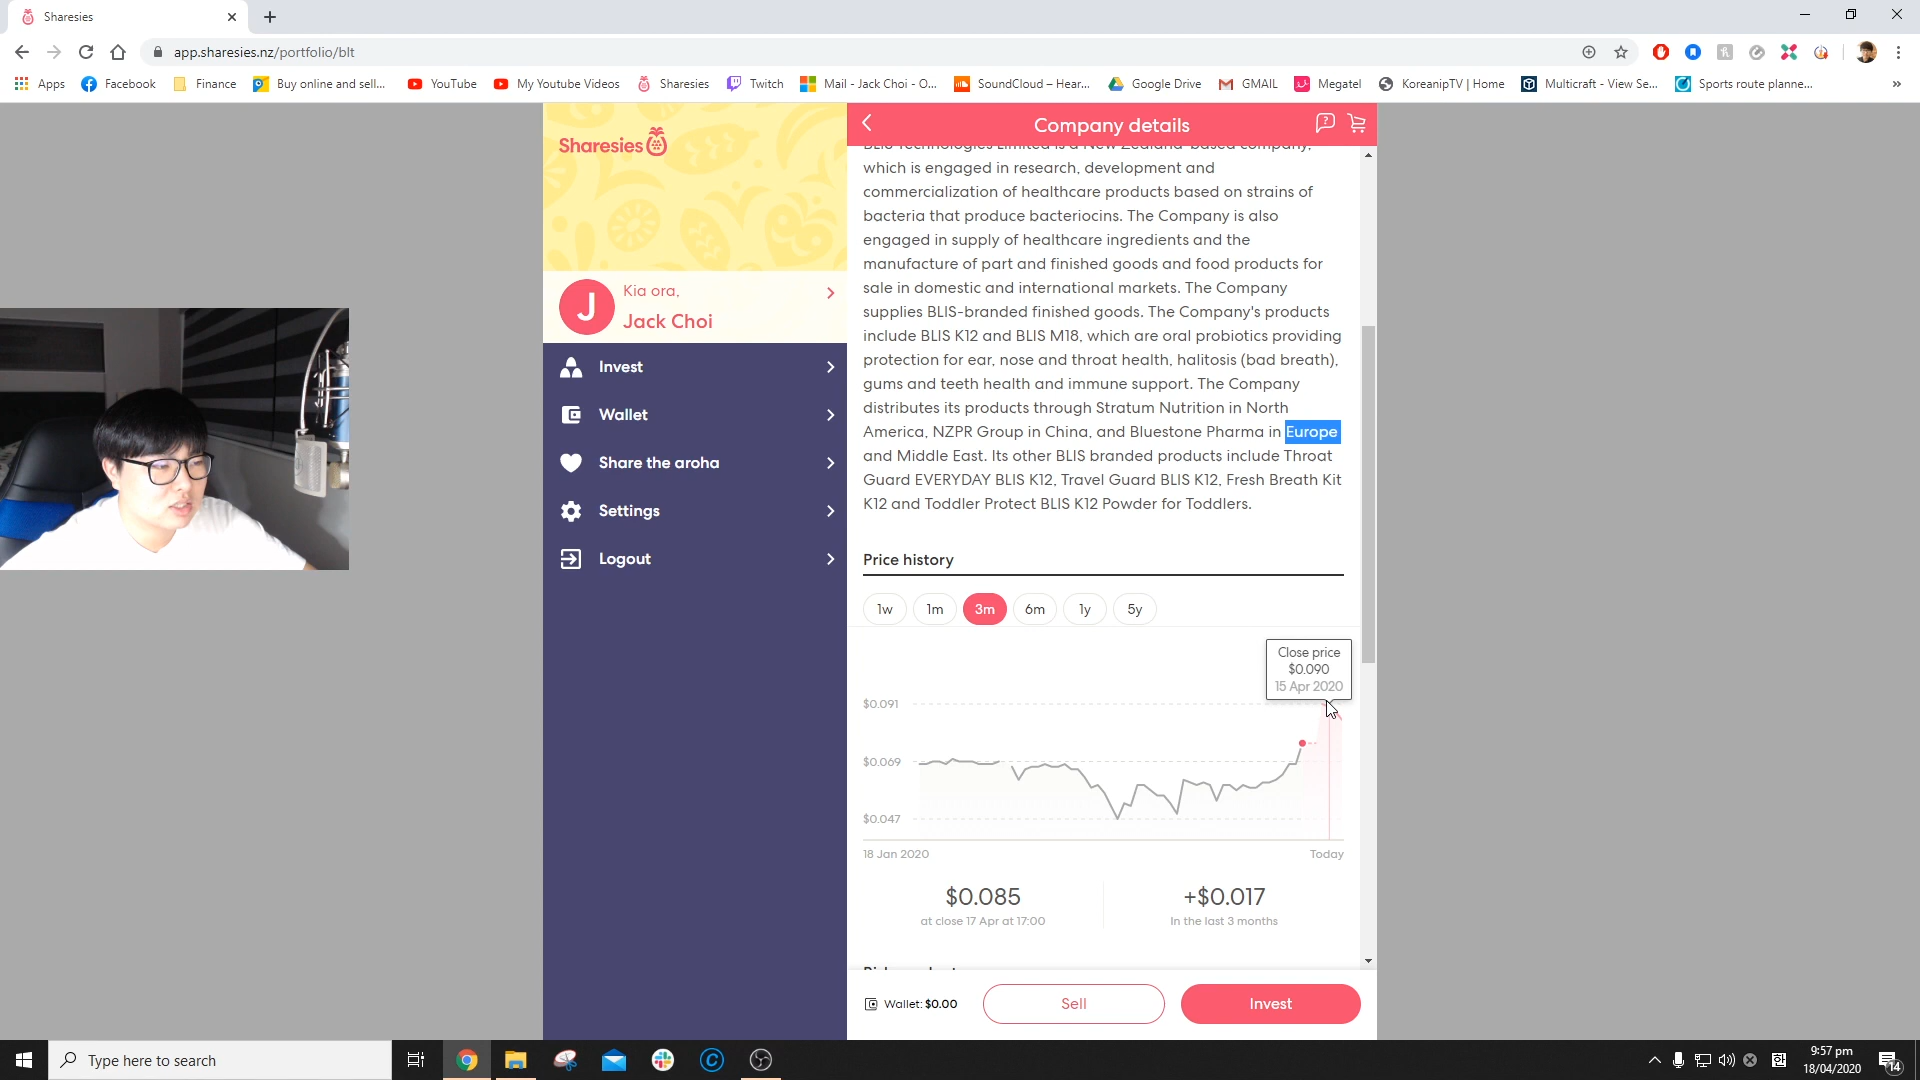 Sharesies
app.sharesies.nz/portfolio/blt
Apps
Facebook
Finance
Buy online and sell...
YouTube
My Youtube Videos
Sharesies
Twitch
Mail - Jack Choi - O...
SoundCloud – Hear...
Google Drive
GMAIL
Megatel
KoreanipTV | Home
Multicraft - View Se...
Sports route planne...
»
Sharesies
Kia ora,
J
Jack Choi
Invest
Wallet
Share the aroha
Settings
Logout
Company details
BLIS Technologies Limited is a New Zealand-based company,
which is engaged in research, development and
commercialization of healthcare products based on strains of
bacteria that produce bacteriocins. The Company is also
engaged in supply of healthcare ingredients and the
manufacture of part and finished goods and food products for
sale in domestic and international markets. The Company
supplies BLIS-branded finished goods. The Company's products
include BLIS K12 and BLIS M18, which are oral probiotics providing
protection for ear, nose and throat health, halitosis (bad breath),
gums and teeth health and immune support. The Company
distributes its products through Stratum Nutrition in North
America, NZPR Group in China, and Bluestone Pharma in Europe
and Middle East. Its other BLIS branded products include Throat
Guard EVERYDAY BLIS K12, Travel Guard BLIS K12, Fresh Breath Kit
K12 and Toddler Protect BLIS K12 Powder for Toddlers.
Price history
1w
1m
3m
6m
1y
5y
Close price
$0.090
15 Apr 2020
$0.091
$0.069
$0.047
18 Jan 2020
Today
$0.085
at close 17 Apr at 17:00
+$0.017
In the last 3 months
Wallet: $0.00
Sell
Invest
Type here to search
9:57 pm
18/04/2020
14